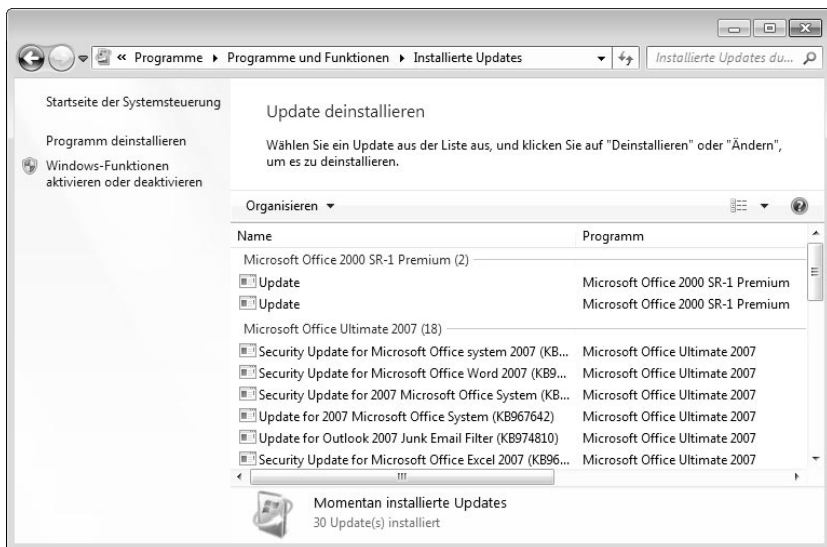 « Programme ▸ Programme und Funktionen ▸ Installierte Updates
Installierte Updates du...
Startseite der Systemsteuerung
Programm deinstallieren
Windows-Funktionen
aktivieren oder deaktivieren
Update deinstallieren
Wählen Sie ein Update aus der Liste aus, und klicken Sie auf "Deinstallieren" oder "Ändern",
um es zu deinstallieren.
Organisieren
Name Programm
Microsoft Office 2000 SR-1 Premium (2)
Update Microsoft Office 2000 SR-1 Premium
Update Microsoft Office 2000 SR-1 Premium
Microsoft Office Ultimate 2007 (18)
Security Update for Microsoft Office system 2007 (KB... Microsoft Office Ultimate 2007
Security Update for Microsoft Office Word 2007 (KB9... Microsoft Office Ultimate 2007
Security Update for 2007 Microsoft Office System (KB... Microsoft Office Ultimate 2007
Update for 2007 Microsoft Office System (KB967642) Microsoft Office Ultimate 2007
Update for Outlook 2007 Junk Email Filter (KB974810) Microsoft Office Ultimate 2007
Security Update for Microsoft Office Excel 2007 (KB96... Microsoft Office Ultimate 2007
Momentan installierte Updates
30 Update(s) installiert